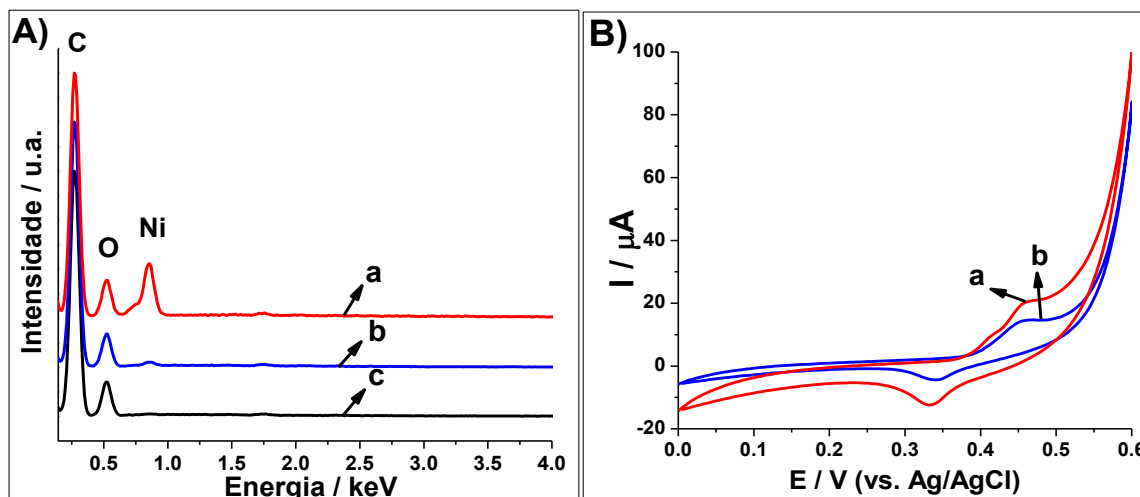 A)
C
O
Ni
a
b
c
Intensidade / u.a.
0.5 1.0 1.5 2.0 2.5 3.0 3.5 4.0
Energia / keV
B)
a
b
I / μA
100
80
60
40
20
0
-20
0.0 0.1 0.2 0.3 0.4 0.5 0.6
E / V (vs. Ag/AgCl)